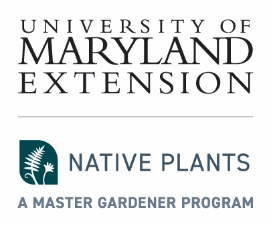 UNIVERSITY OF
MARYLAND
EXTENSION
NATIVE PLANTS
A MASTER GARDENER PROGRAM